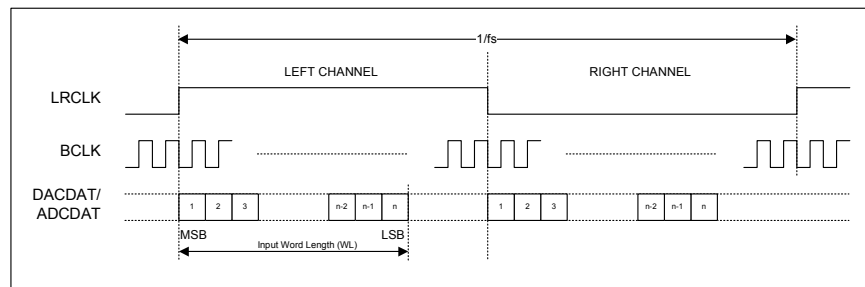 1/fs
LEFT CHANNEL
RIGHT CHANNEL
LRCLK
BCLK
DACDAT/
ADCDAT
1 2 3 n-2 n-1 n 1 2 3 n-2 n-1 n
MSB LSB
Input Word Length (WL)